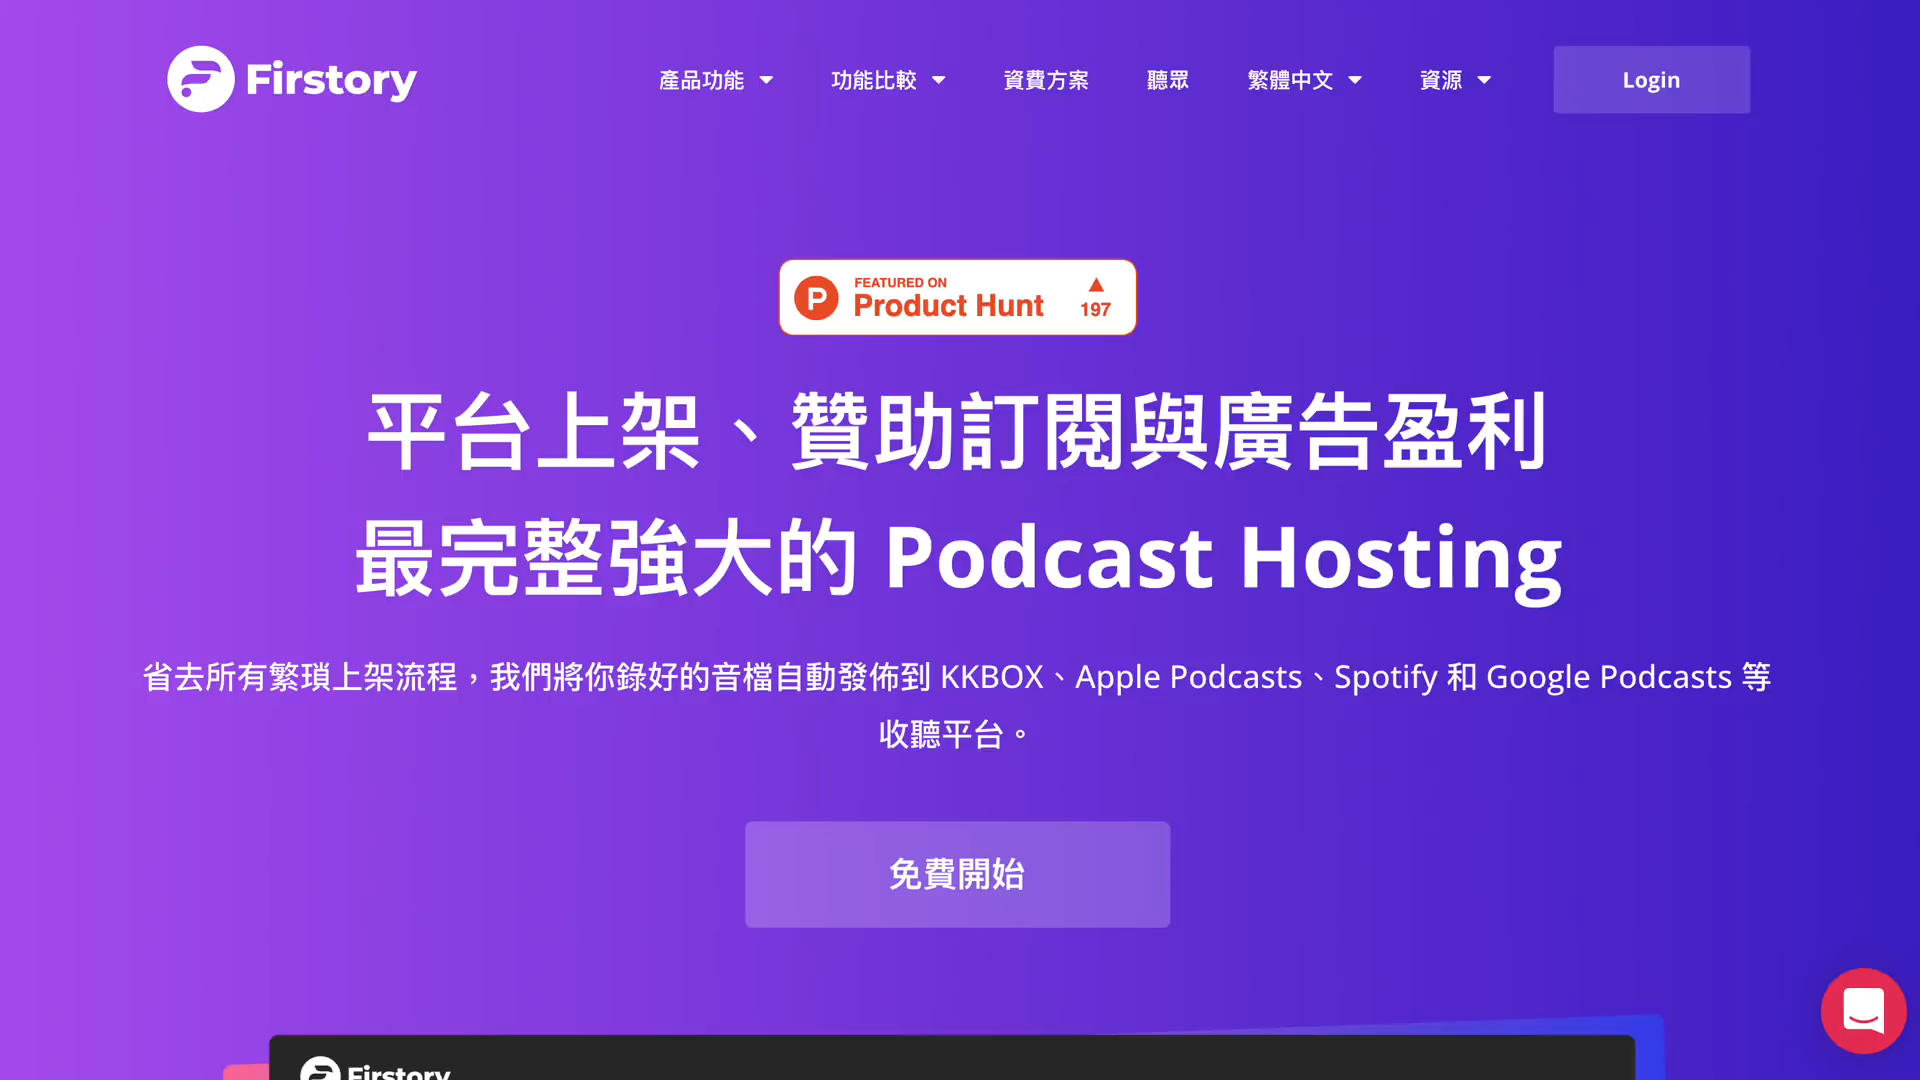 Firstory
產品功能
功能比較
資費方案
聽眾
繁體中文
資源
Login
P
FEATURED ON
Product Hunt
197
平台上架、贊助訂閱與廣告盈利
最完整強大的 Podcast Hosting
省去所有繁瑣上架流程，我們將你錄好的音檔自動發佈到 KKBOX、Apple Podcasts、Spotify 和 Google Podcasts 等
收聽平台。
免費開始
Firstory